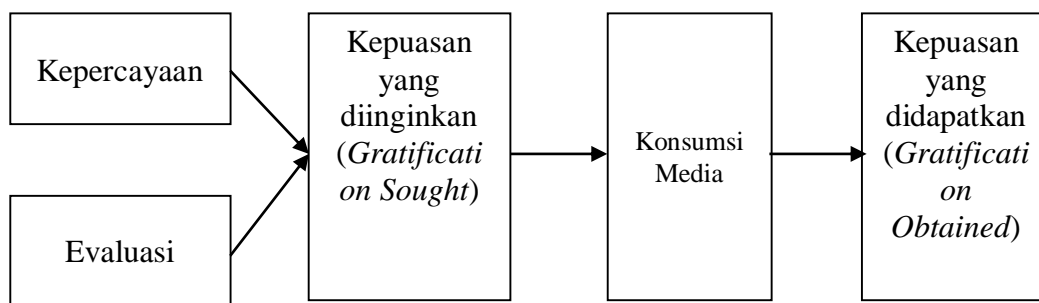 Kepercayaan
Evaluasi
Kepuasan
yang
diinginkan
(Gratificati
on Sought)
Konsumsi
Media
Kepuasan
yang
didapatkan
(Gratificati
on
Obtained)